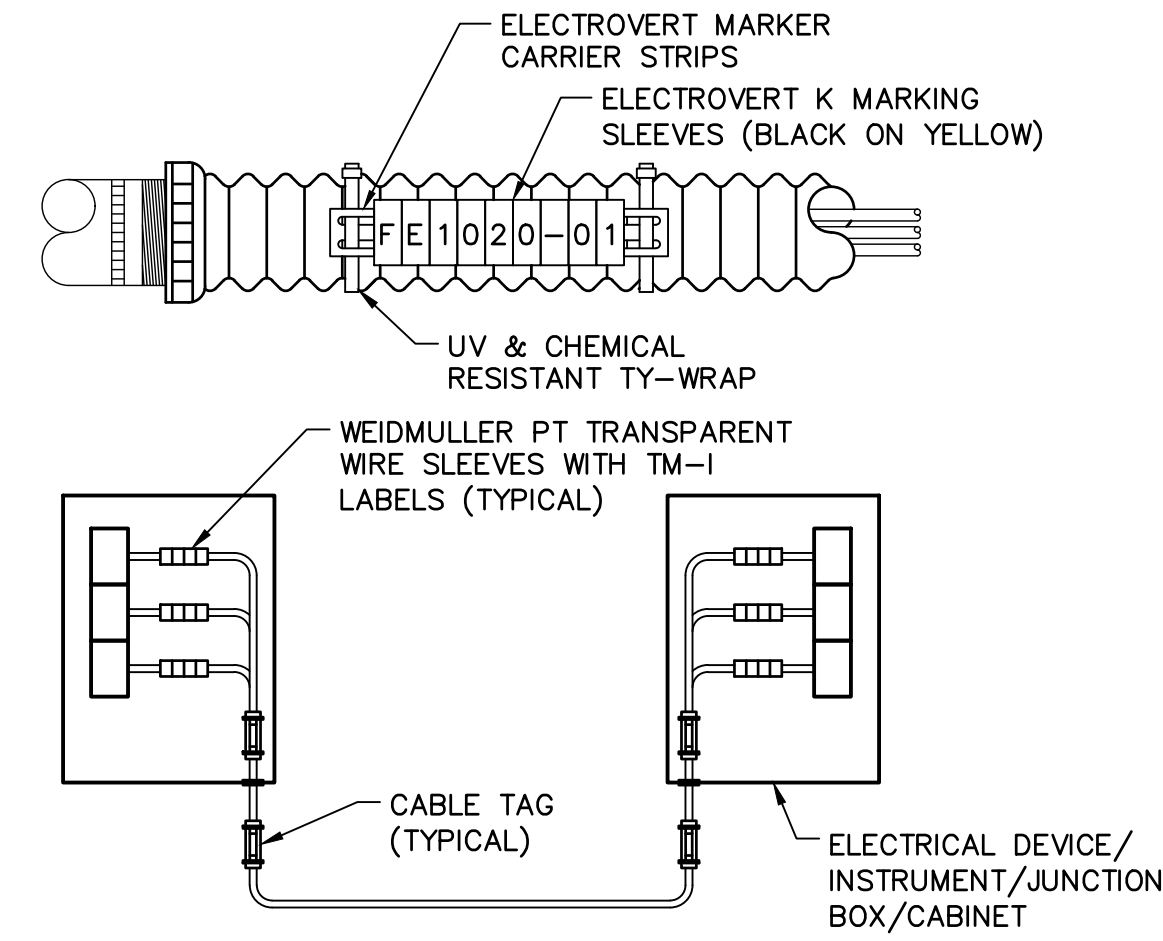 ELECTROVERT MARKER
CARRIER STRIPS
ELECTROVERT K MARKING
SLEEVES (BLACK ON YELLOW)
FE1020-01
UV & CHEMICAL
RESISTANT TY-WRAP
WEIDMULLER PT TRANSPARENT
WIRE SLEEVES WITH TM-I
LABELS (TYPICAL)
CABLE TAG
(TYPICAL)
ELECTRICAL DEVICE/
INSTRUMENT/JUNCTION
BOX/CABINET